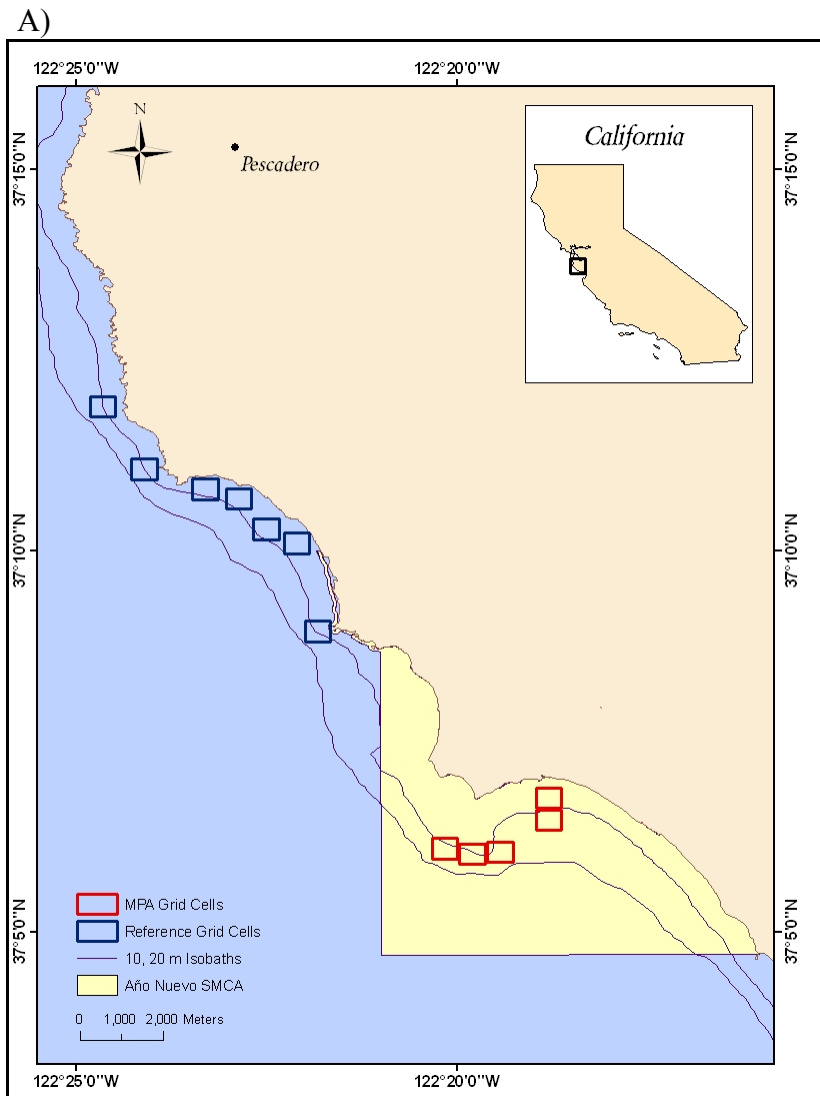 A)
122°25'0"W
122°20'0"W
N
Pescadero
California
37°15'0"N
37°15'0"N
37°10'0"N
37°10'0"N
37°5'0"N
37°5'0"N
MPA Grid Cells
Reference Grid Cells
10, 20 m Isobaths
Año Nuevo SMCA
0 1,000 2,000 Meters
122°25'0"W
122°20'0"W